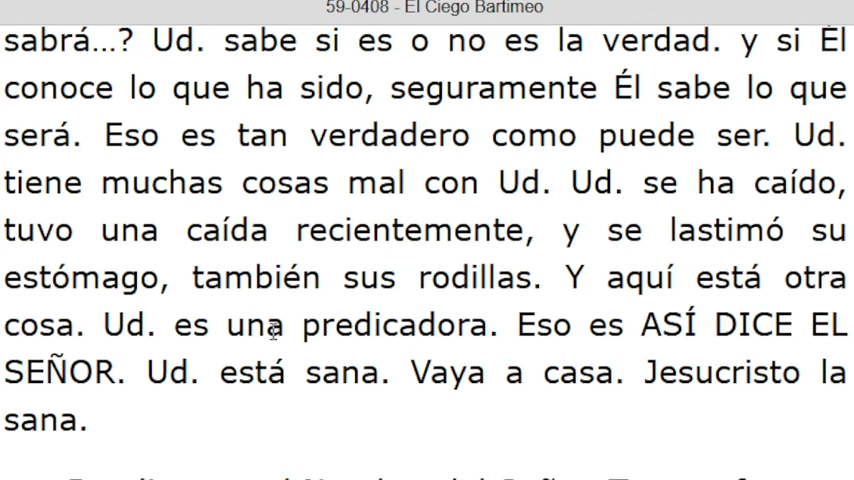 59-0408 - El Ciego Bartimeo
sabrá...? Ud. sabe si es o no es la verdad. y si Él
conoce lo que ha sido, seguramente Él sabe lo que
será. Eso es tan verdadero como puede ser. Ud.
tiene muchas cosas mal con Ud. Ud. se ha caído,
tuvo una caída recientemente, y se lastimó su
estómago, también sus rodillas. Y aquí está otra
cosa. Ud. es una predicadora. Eso es ASÍ DICE EL
SEÑOR. Ud. está sana. Vaya a casa. Jesucristo la
sana.